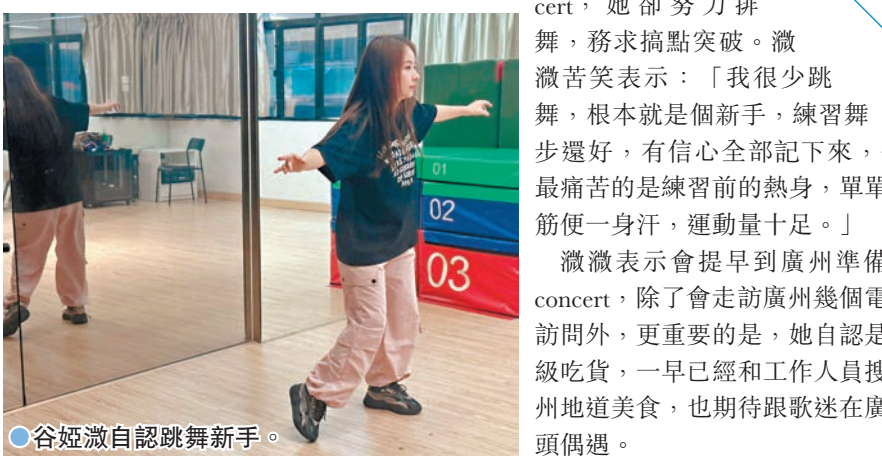 01
02
03
●谷婭溦自認跳舞新手。
cert，她卻努力排
舞，務求搞點突破。溦
溦苦笑表示：「我很少跳
舞，根本就是個新手，練習舞
步還好，有信心全部記下來，
最痛苦的是練習前的熱身，單單
筋便一身汗，運動量十足。」
溦溦表示會提早到廣州準備
concert，除了會走訪廣州幾個電
訪問外，更重要的是，她自認是
級吃貨，一早已經和工作人員搜
州地道美食，也期待跟歌迷在廣
頭偶遇。